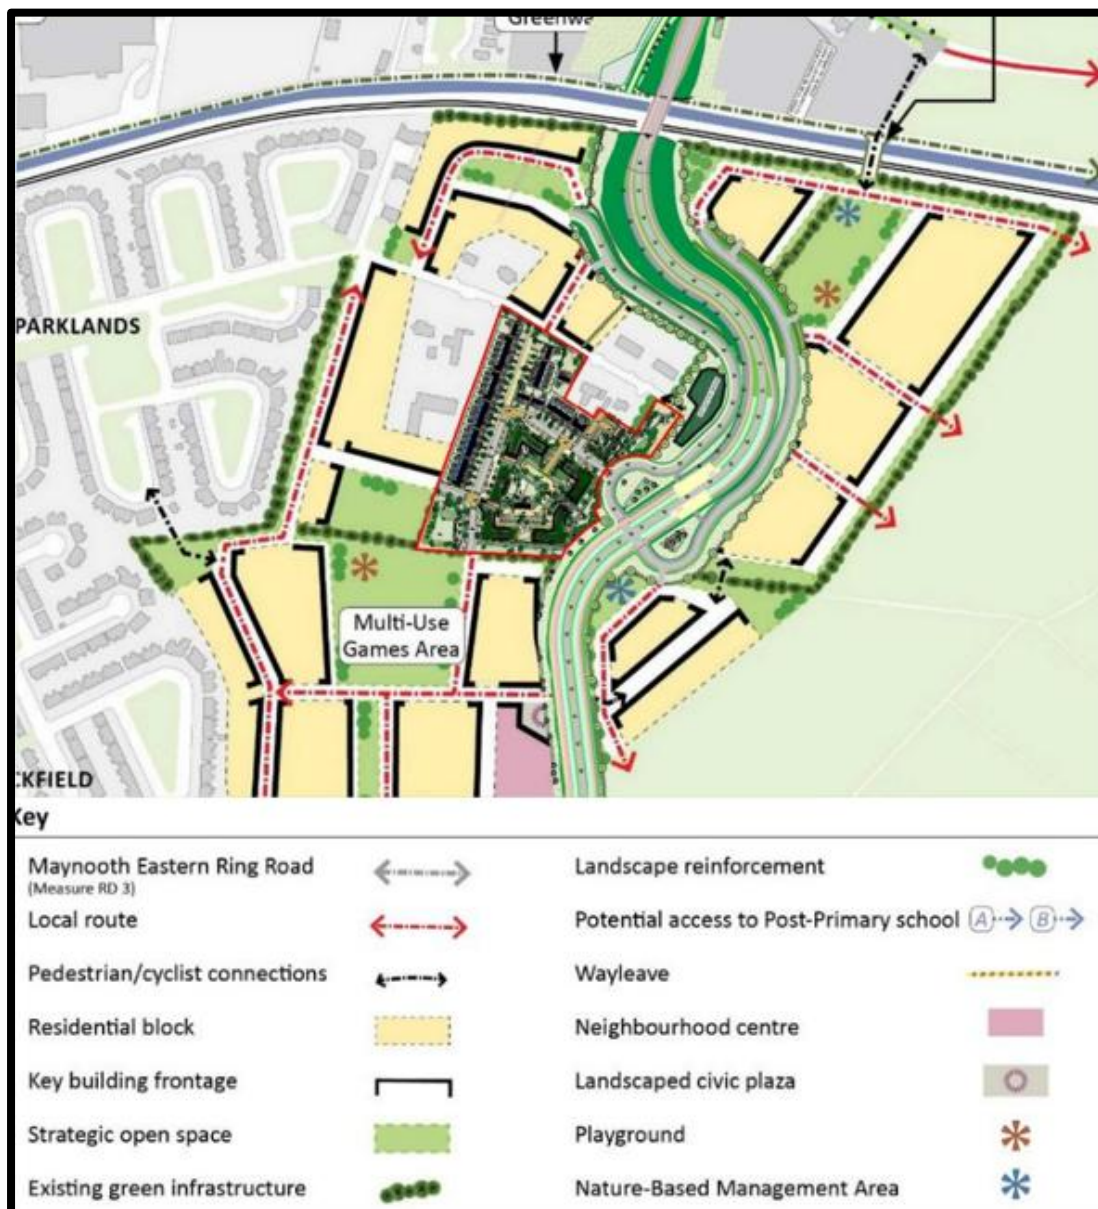 Greenwa
PARKLANDS
Multi-Use
Games Area
CKFIELD
Key
Maynooth Eastern Ring Road
(Measure RD 3)
Local route
Pedestrian/cyclist connections
Residential block
Key building frontage
Strategic open space
Existing green infrastructure
Landscape reinforcement
Potential access to Post-Primary school A B
Wayleave
Neighbourhood centre
Landscaped civic plaza
Playground
Nature-Based Management Area